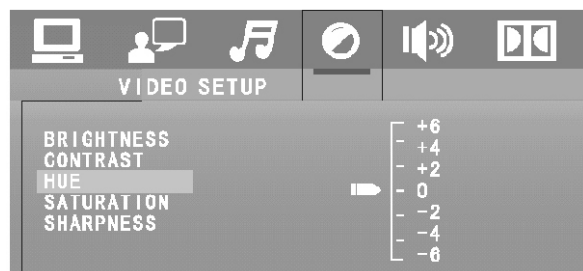 VIDEO SETUP
BRIGHTNESS
CONTRAST
HUE
SATURATION
SHARPNESS
+6
+4
+2
0
-2
-4
-6